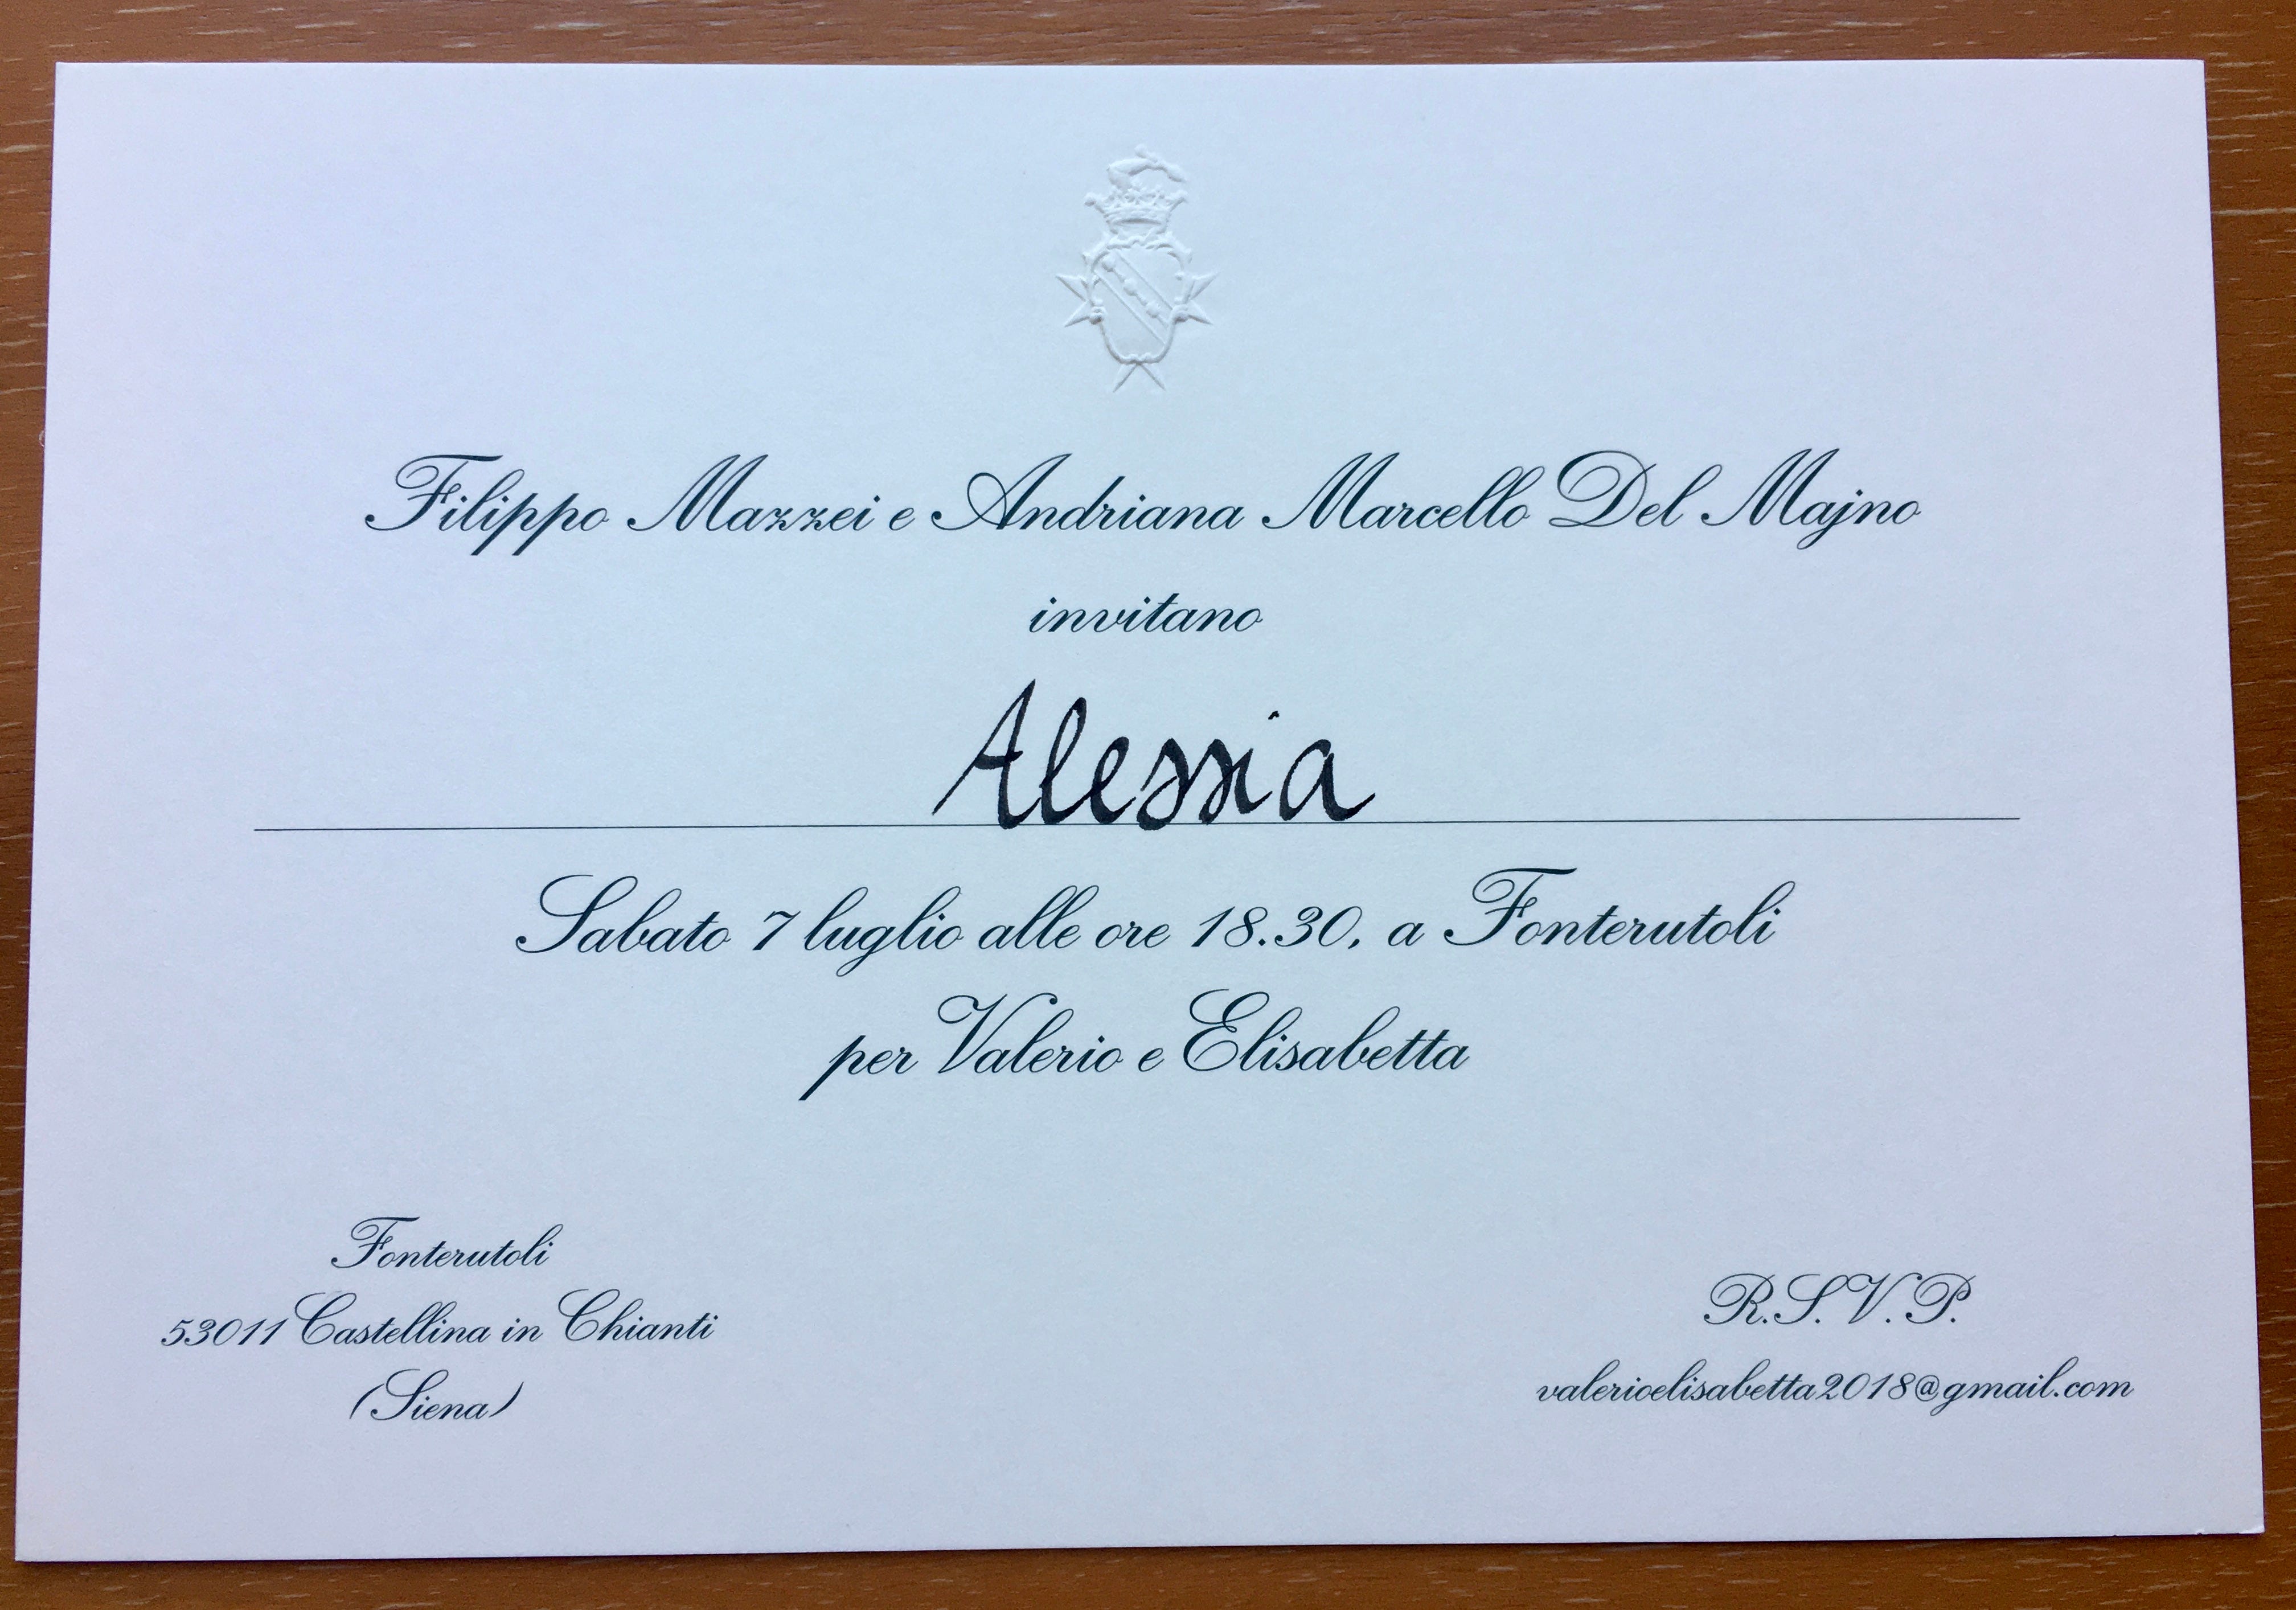 Filippo Mazzei e Andriana Marcello Del Majno
invitano
Alessia
Sabato 7 luglio alle ore 18.30, a Fonterutoli
per Valerio e Elisabetta
Fonterutoli
53011 Castellina in Chianti
(Siena)
R.S.V.P.
valerioelisabetta2018@gmail.com